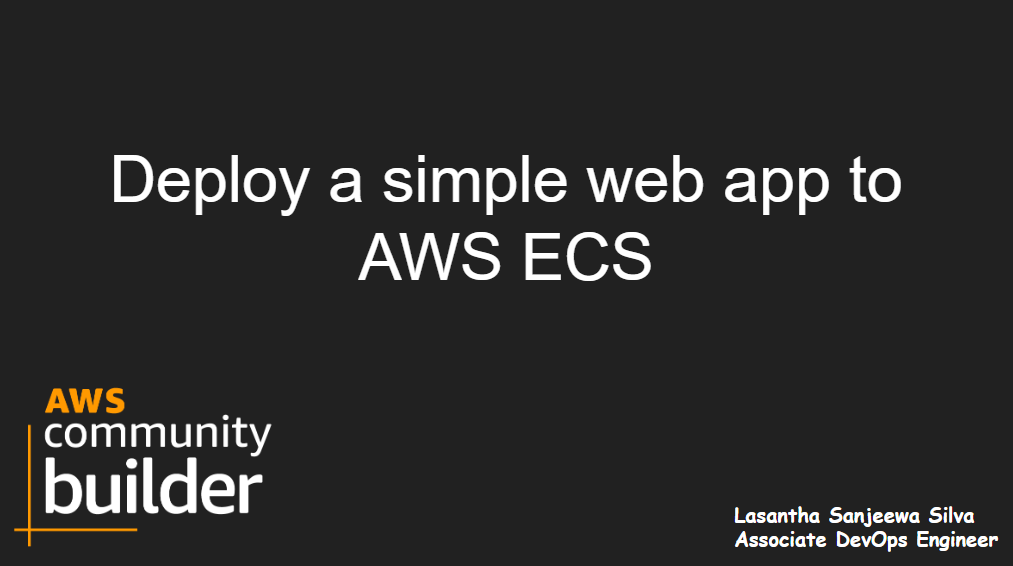 Deploy a simple web app to
AWS ECS
AWS
community
builder
Lasantha Sanjeewa Silva
Associate DevOps Engineer